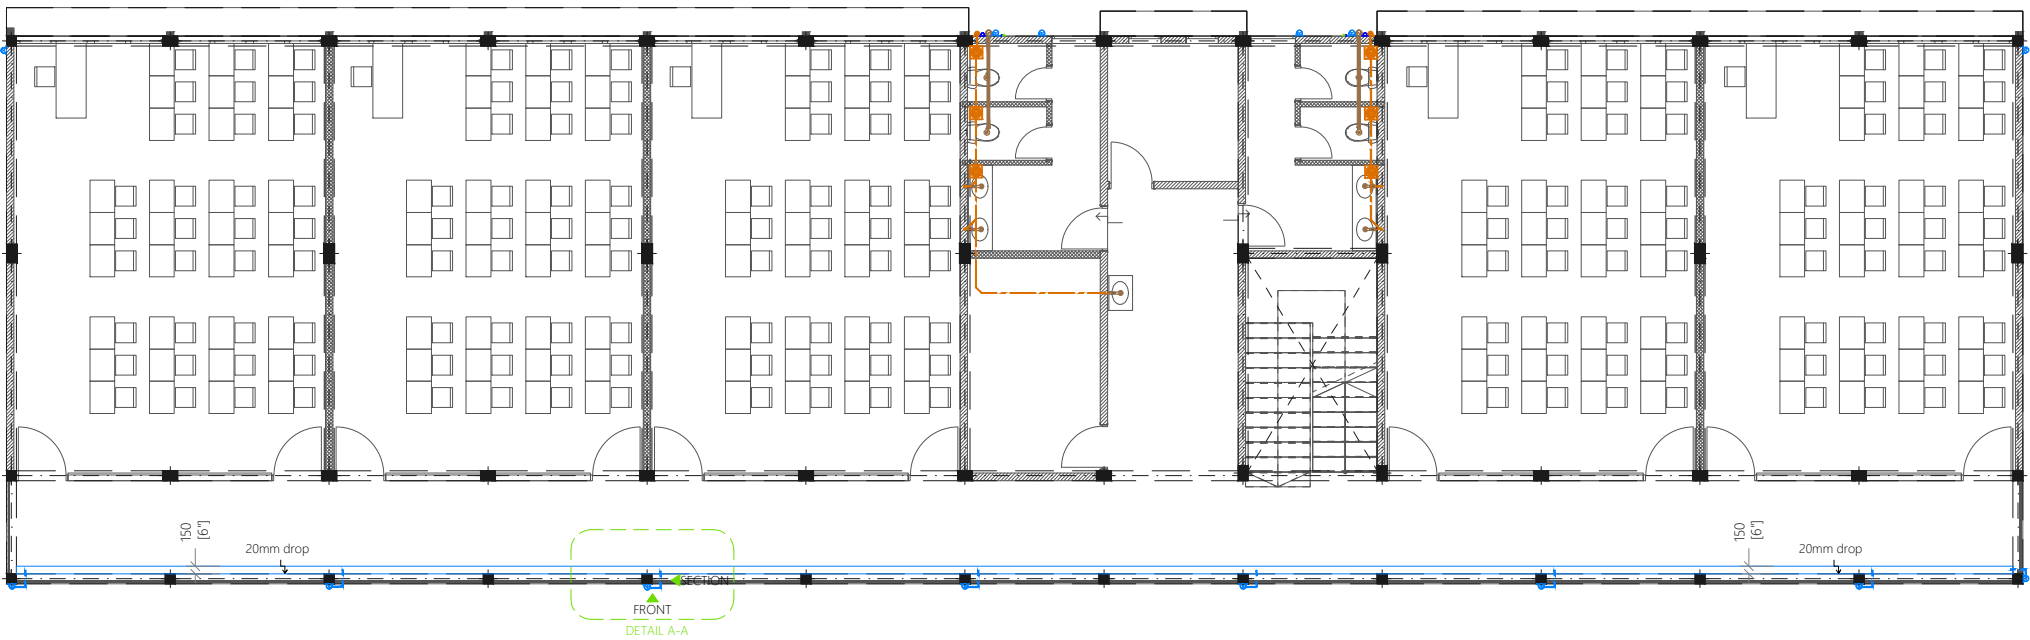 150
[6"]
20mm drop
150
[6"]
20mm drop
SECTION
FRONT
DETAIL A-A